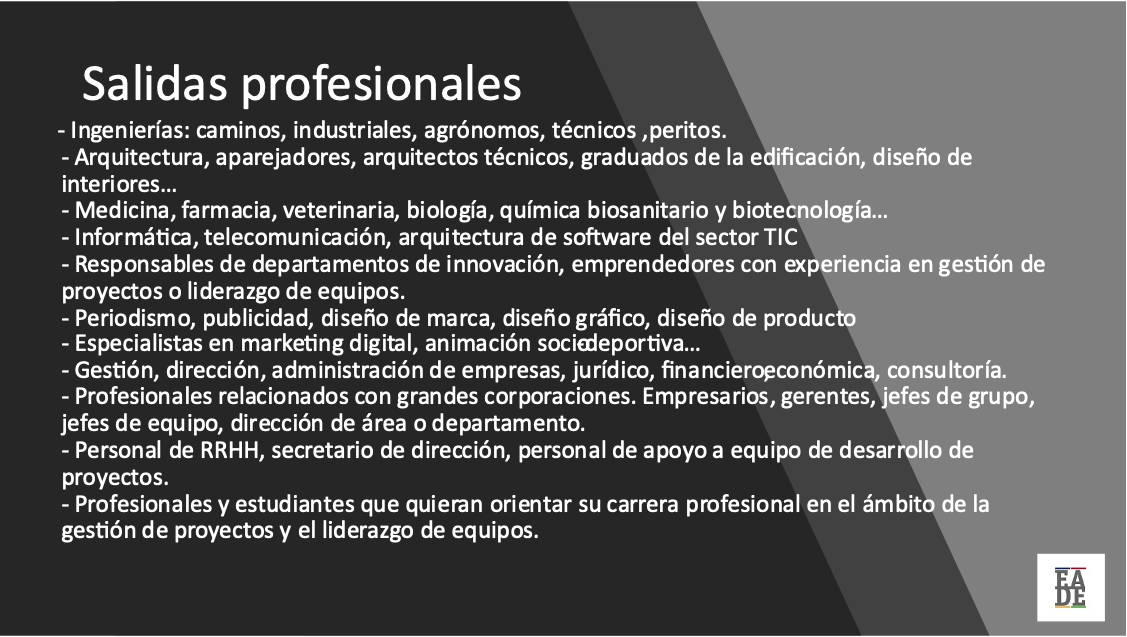 Salidas profesionales
- Ingenierías: caminos, industriales, agrónomos, técnicos ,peritos.
- Arquitectura, aparejadores, arquitectos técnicos, graduados de la edificación, diseño de
interiores...
- Medicina, farmacia, veterinaria, biología, química biosanitario y biotecnología...
- Informática, telecomunicación, arquitectura de software del sector TIC
- Responsables de departamentos de innovación, emprendedores con experiencia en gestión de
proyectos o liderazgo de equipos.
- Periodismo, publicidad, diseño de marca, diseño gráfico, diseño de producto
- Especialistas en marketing digital, animación sociodeportiva...
- Gestión, dirección, administración de empresas, jurídico, financiero,económica, consultoría.
- Profesionales relacionados con grandes corporaciones. Empresarios, gerentes, jefes de grupo,
jefes de equipo, dirección de área o departamento.
- Personal de RRHH, secretario de dirección, personal de apoyo a equipo de desarrollo de
proyectos.
- Profesionales y estudiantes que quieran orientar su carrera profesional en el ámbito de la
gestión de proyectos y el liderazgo de equipos.
EA
DE